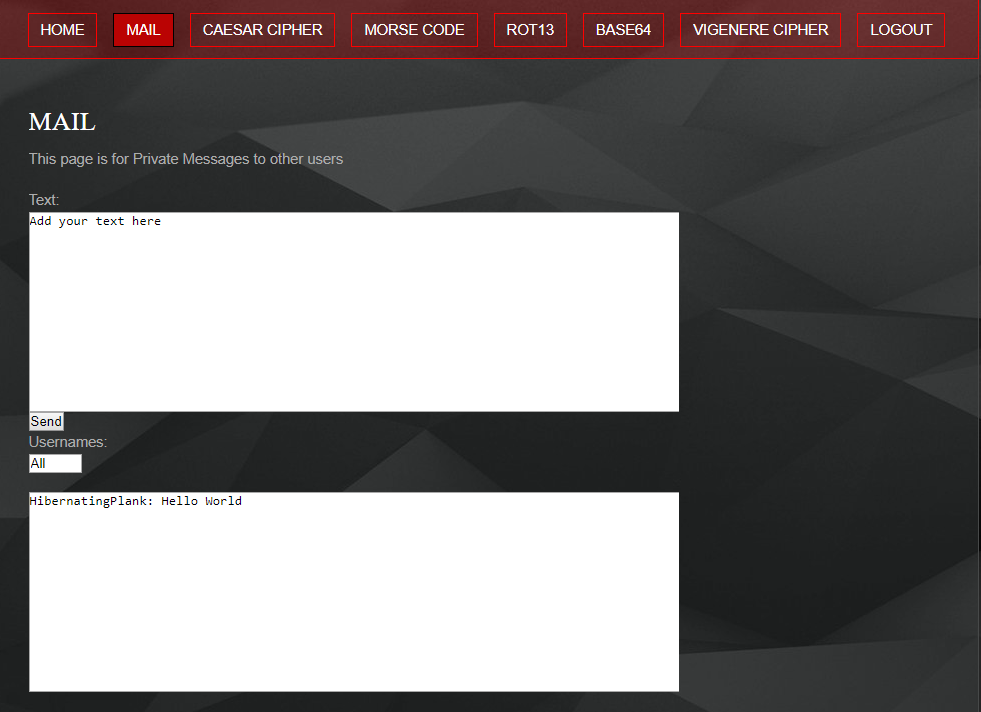 HOME MAIL CAESAR CIPHER MORSE CODE ROT13 BASE64 VIGENERE CIPHER LOGOUT
MAIL
This page is for Private Messages to other users
Text:
Add your text here
Send
Usernames:
All
HibernatingPlank: Hello World